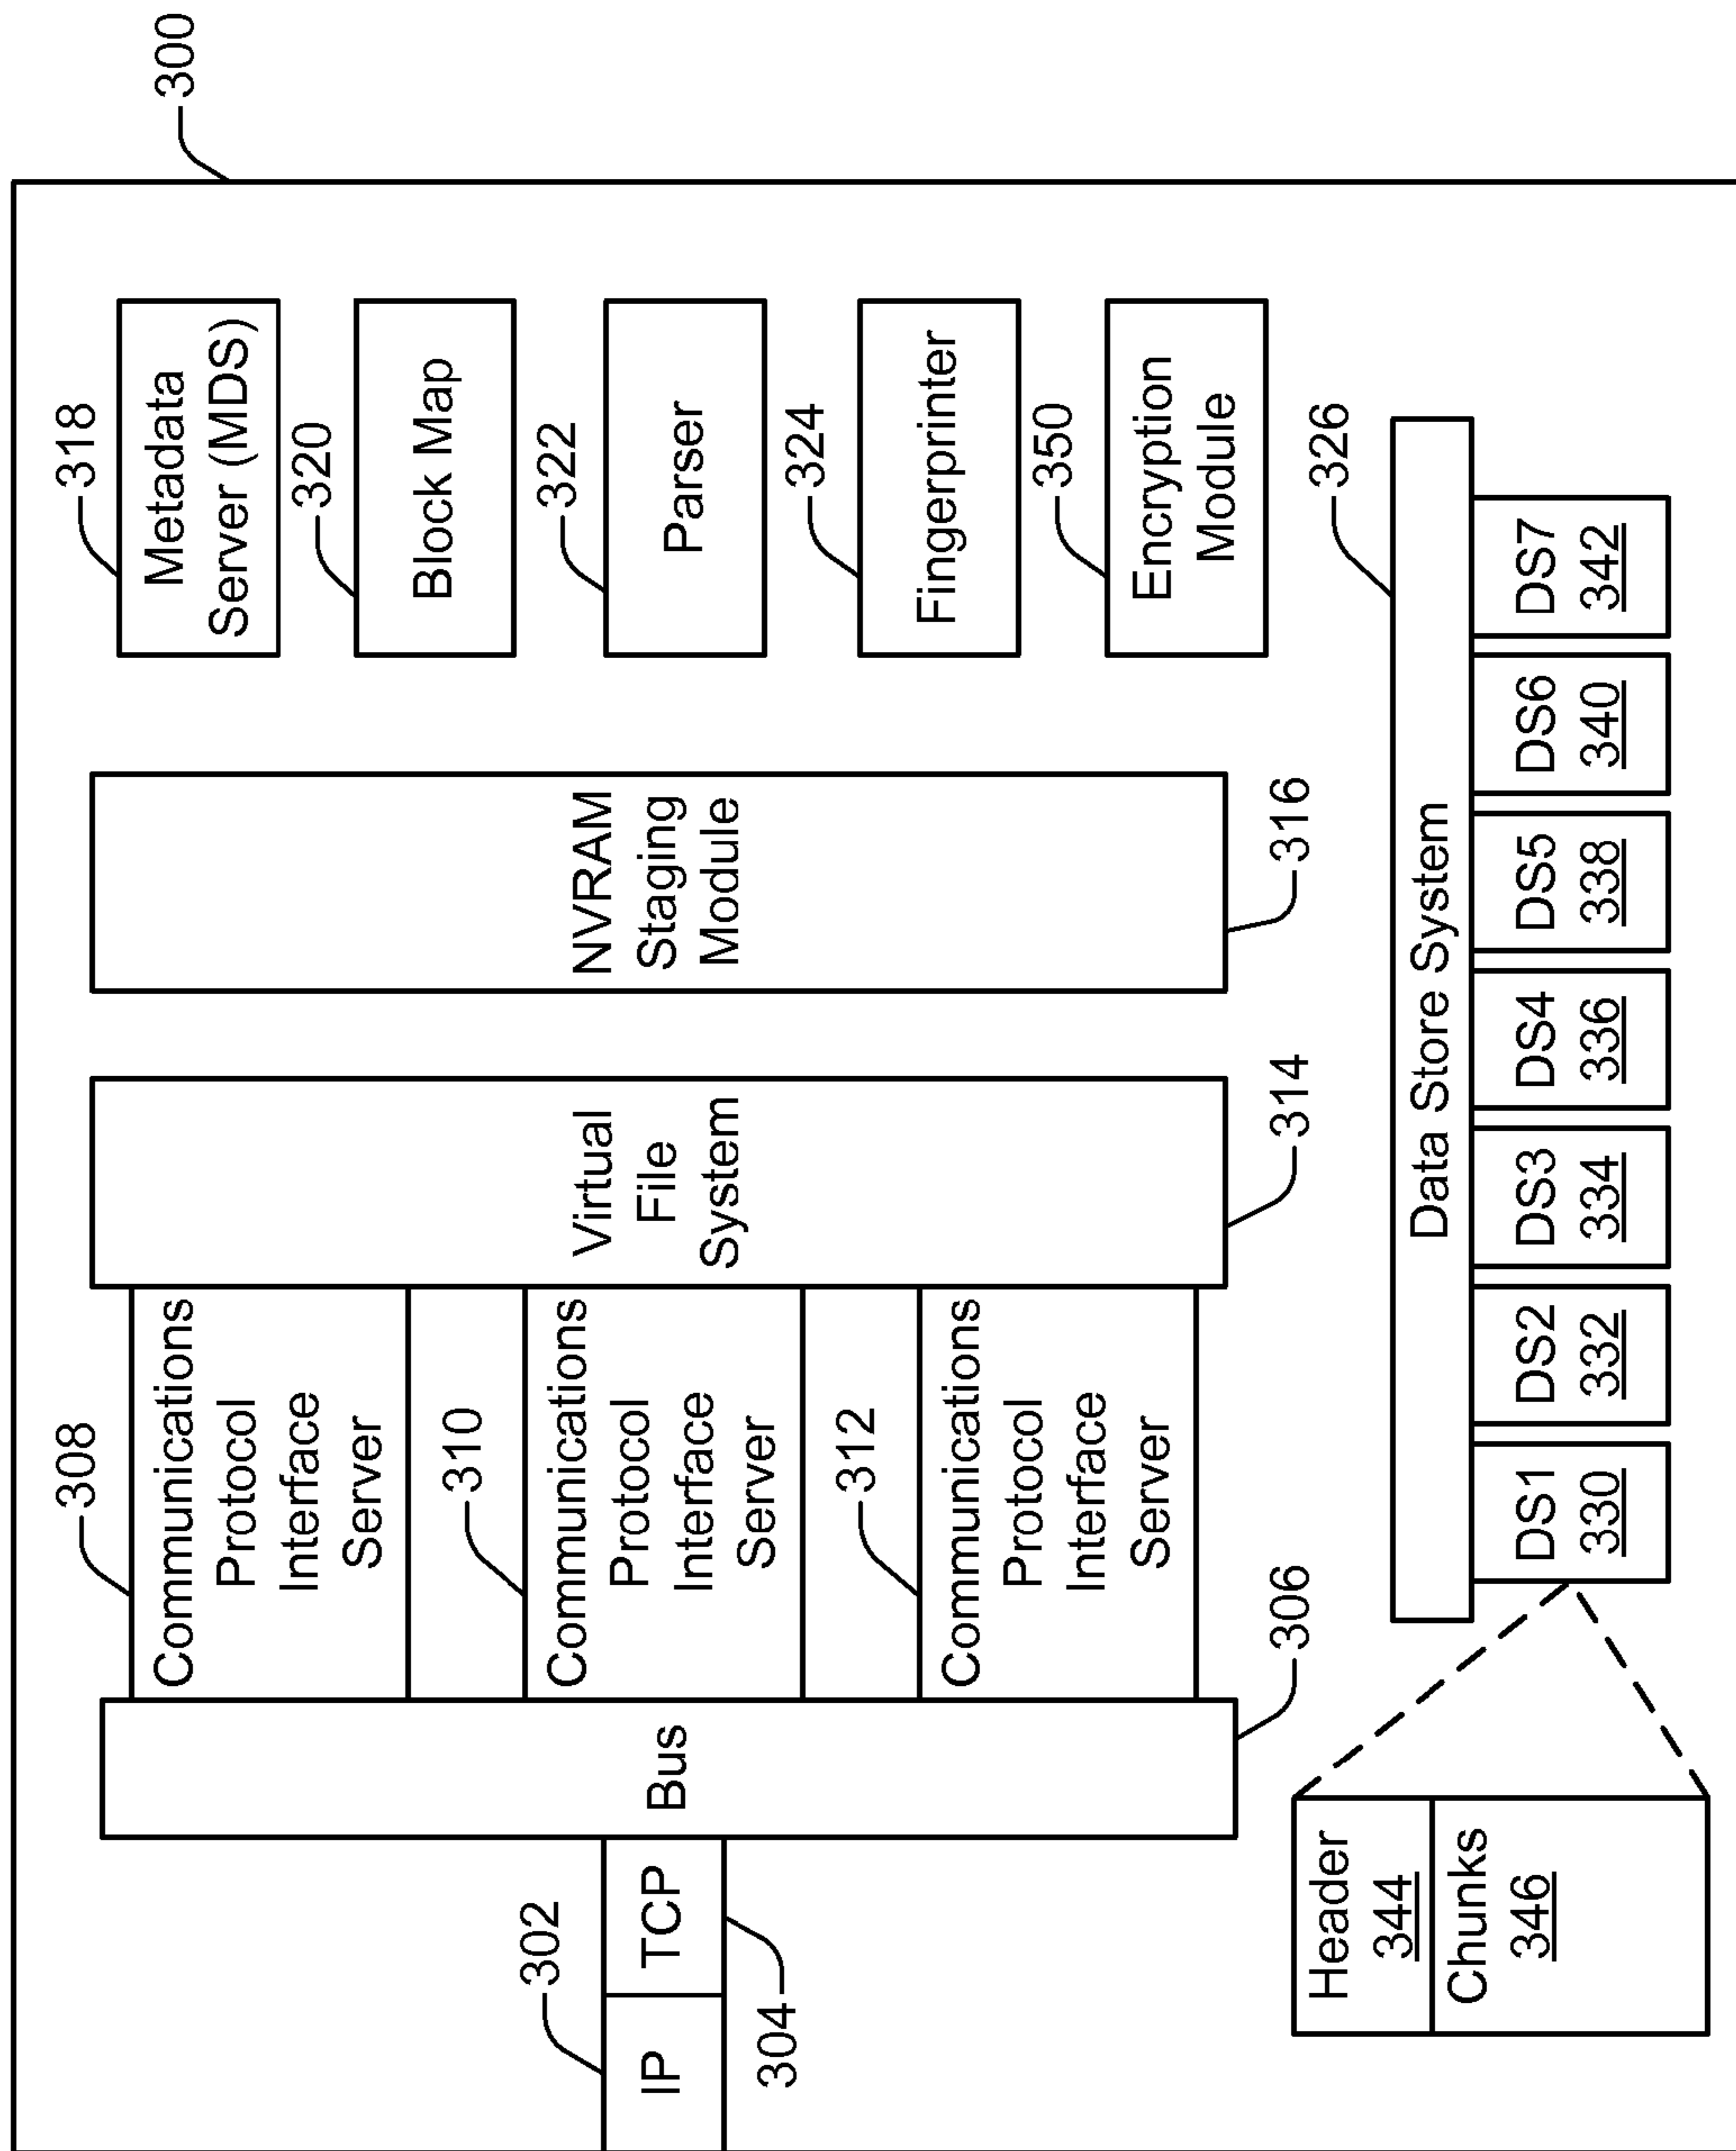 300
302
IP
TCP
304
Bus
306
308
Communications
Protocol
Interface
Server
310
Communications
Protocol
Interface
Server
312
Communications
Protocol
Interface
Server
Virtual
File
System
314
NVRAM
Staging
Module
316
318
Metadata
Server (MDS)
320
Block Map
322
Parser
324
Fingerprinter
350
Encryption
Module
326
Data Store System
DS1
330
DS2
332
DS3
334
DS4
336
DS5
338
DS6
340
DS7
342
Header
344
Chunks
346